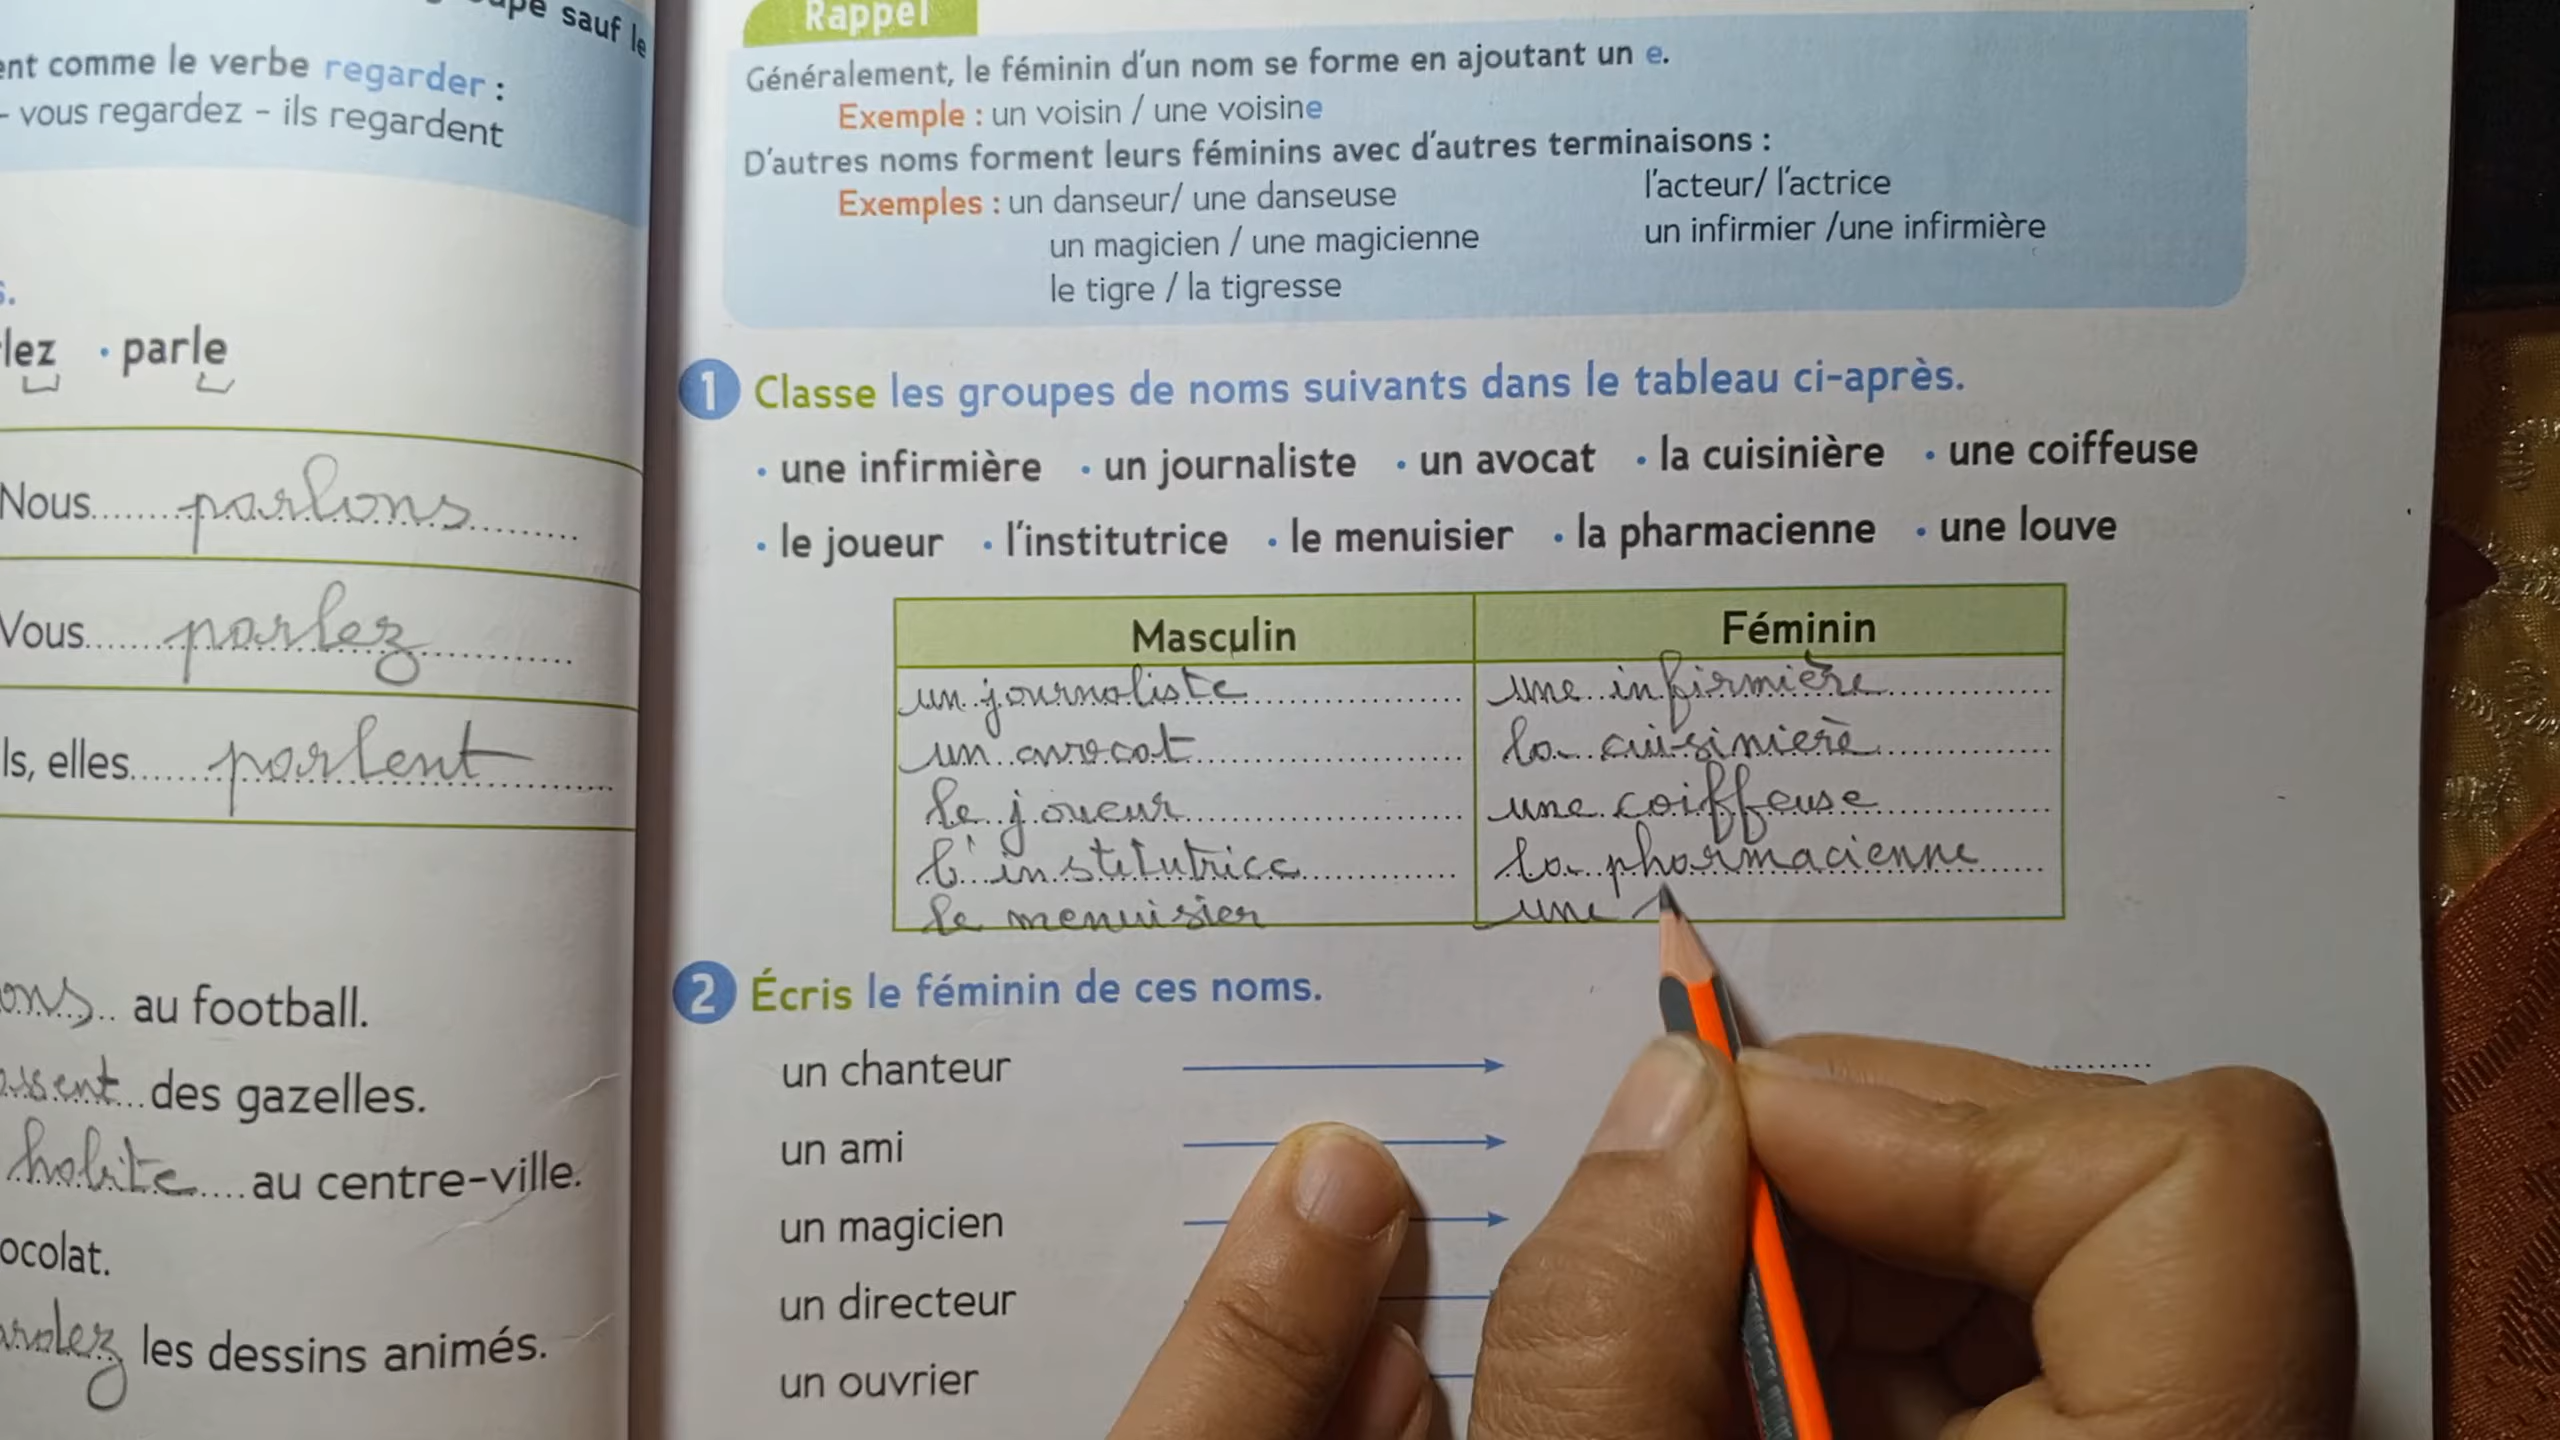 sauf le
ent comme le verbe regarder :
- vous regardez - ils regardent
s.
lez · parle
Nous parlons
Vous parlez
ls, elles parlent
ons au football.
assent des gazelles.
habite au centre-ville.
ocolat.
ardez les dessins animés.
Rappel
Généralement, le féminin d'un nom se forme en ajoutant un e.
Exemple : un voisin / une voisine
D'autres noms forment leurs féminins avec d'autres terminaisons :
Exemples : un danseur/ une danseuse l'acteur/ l'actrice
un magicien / une magicienne un infirmier /une infirmière
le tigre / la tigresse
1 Classe les groupes de noms suivants dans le tableau ci-après.
· une infirmière · un journaliste · un avocat · la cuisinière · une coiffeuse
· le joueur · l'institutrice · le menuisier · la pharmacienne · une louve
Masculin Féminin
un journaliste une infirmière
un avocat la cuisinière
le joueur une coiffeuse
l'institutrice la pharmacienne
le menuisier une
2 Écris le féminin de ces noms.
un chanteur
un ami
un magicien
un directeur
un ouvrier